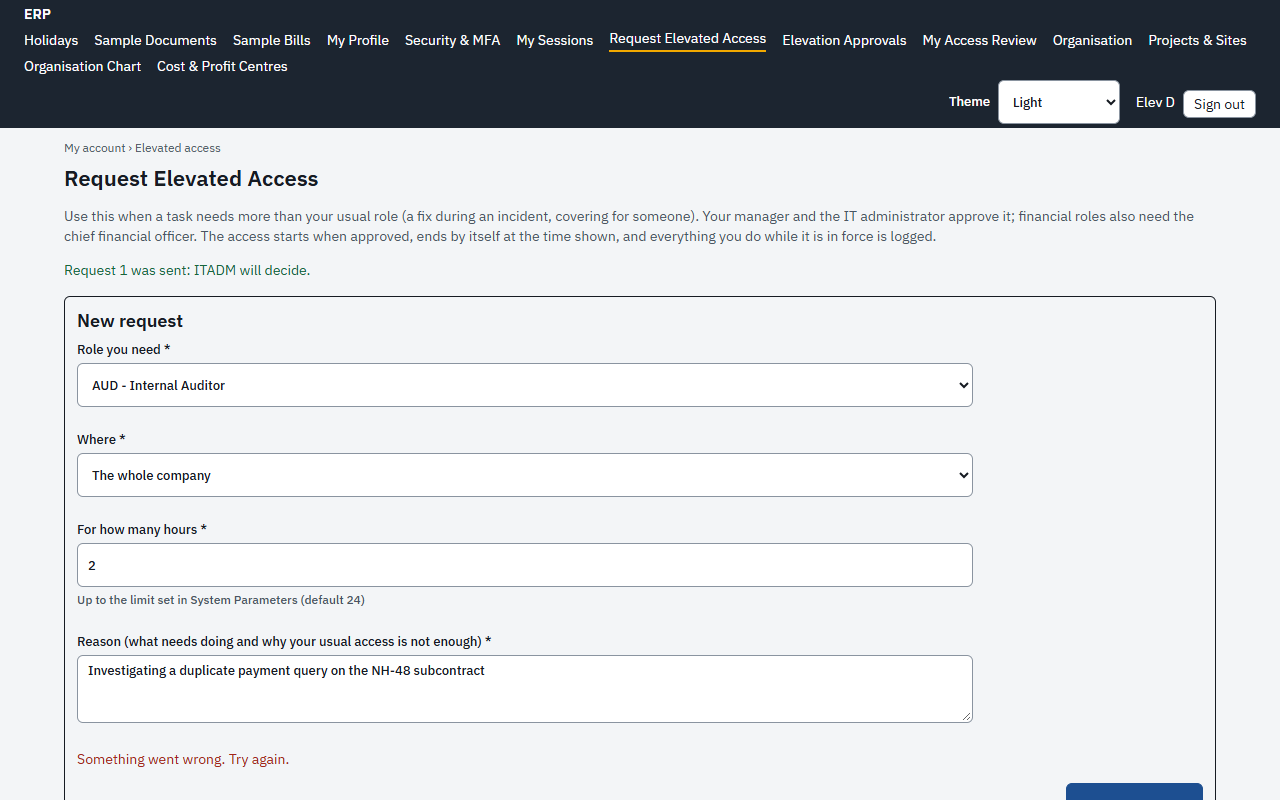 ERP
Holidays Sample Documents Sample Bills My Profile Security & MFA My Sessions Request Elevated Access Elevation Approvals My Access Review Organisation Projects & Sites
Organisation Chart Cost & Profit Centres
Theme Light Elev D Sign out
My account › Elevated access
Request Elevated Access
Use this when a task needs more than your usual role (a fix during an incident, covering for someone). Your manager and the IT administrator approve it; financial roles also need the
chief financial officer. The access starts when approved, ends by itself at the time shown, and everything you do while it is in force is logged.
Request 1 was sent: ITADM will decide.
New request
Role you need *
AUD - Internal Auditor
Where *
The whole company
For how many hours *
2
Up to the limit set in System Parameters (default 24)
Reason (what needs doing and why your usual access is not enough) *
Investigating a duplicate payment query on the NH-48 subcontract
Something went wrong. Try again.